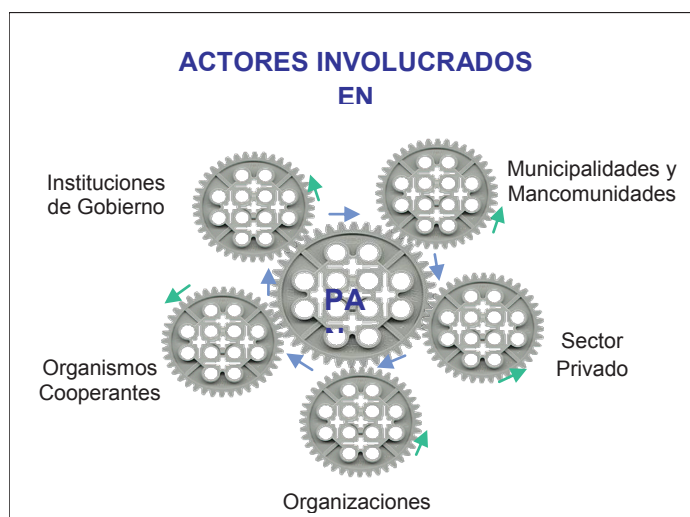 ACTORES INVOLUCRADOS
EN
Instituciones
de Gobierno
Municipalidades y
Mancomunidades
PA
Sector
Privado
Organismos
Cooperantes
Organizaciones